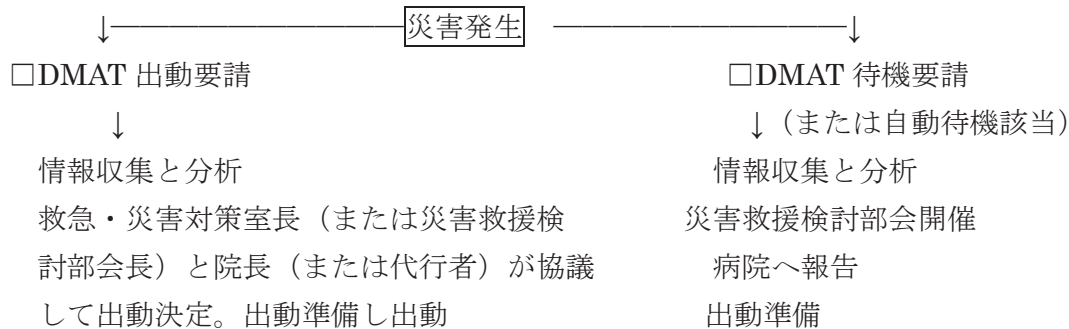 災害発生
□DMAT 出動要請
↓
情報収集と分析
救急・災害対策室長（または災害救援検
討部会長）と院長（または代行者）が協議
して出動決定。出動準備し出動
□DMAT 待機要請
↓（または自動待機該当）
情報収集と分析
災害救援検討部会開催
病院へ報告
出動準備